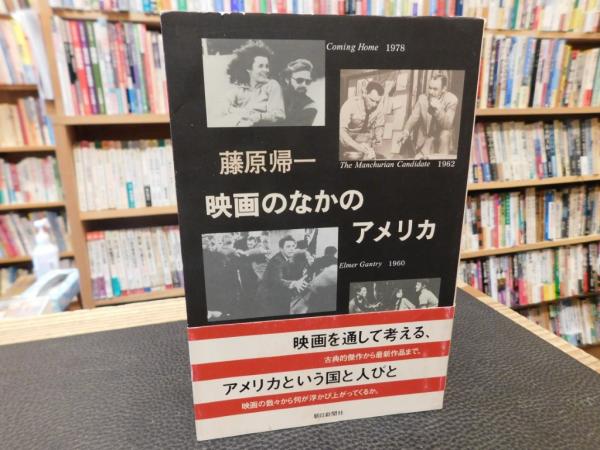 Coming Home 1978
The Manchurian Candidate 1962
藤原帰一
映画のなかの
アメリカ
Elmer Gantry 1960
映画を通して考える、
古典的傑作から最新作品まで。
アメリカという国と人びと
映画の数々から何が浮かび上がってくるか。
朝日新聞社